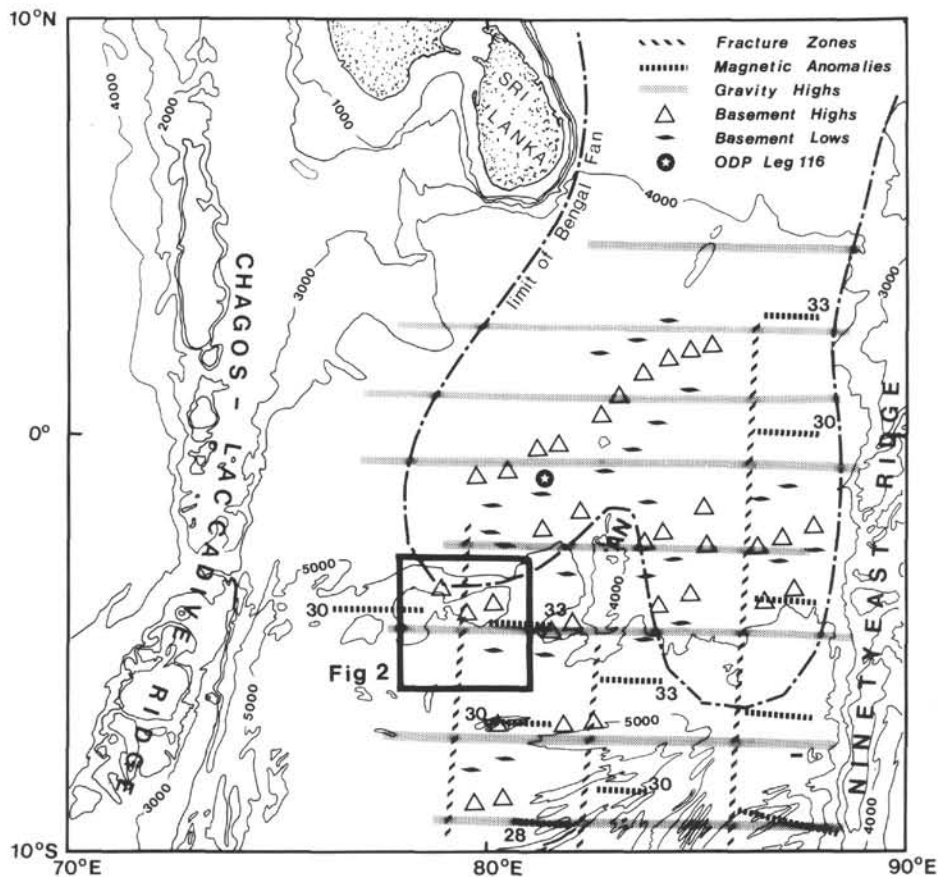 10°N
Fracture Zones
Magnetic Anomalies
Gravity Highs
Basement Highs
Basement Lows
ODP Leg 116
4000
2000
1000
SRI
LANKA
limit of Bengal Fan
4000
3000
3000
CHAGOS-
LACCADIVE
RIDGE
33
30
0°
NINETYEAST RIDGE
AN
4000
5000
30
33
Fig 2
33
5000
30
5000
30
3000
28
4000
10°S
70°E
80°E
90°E